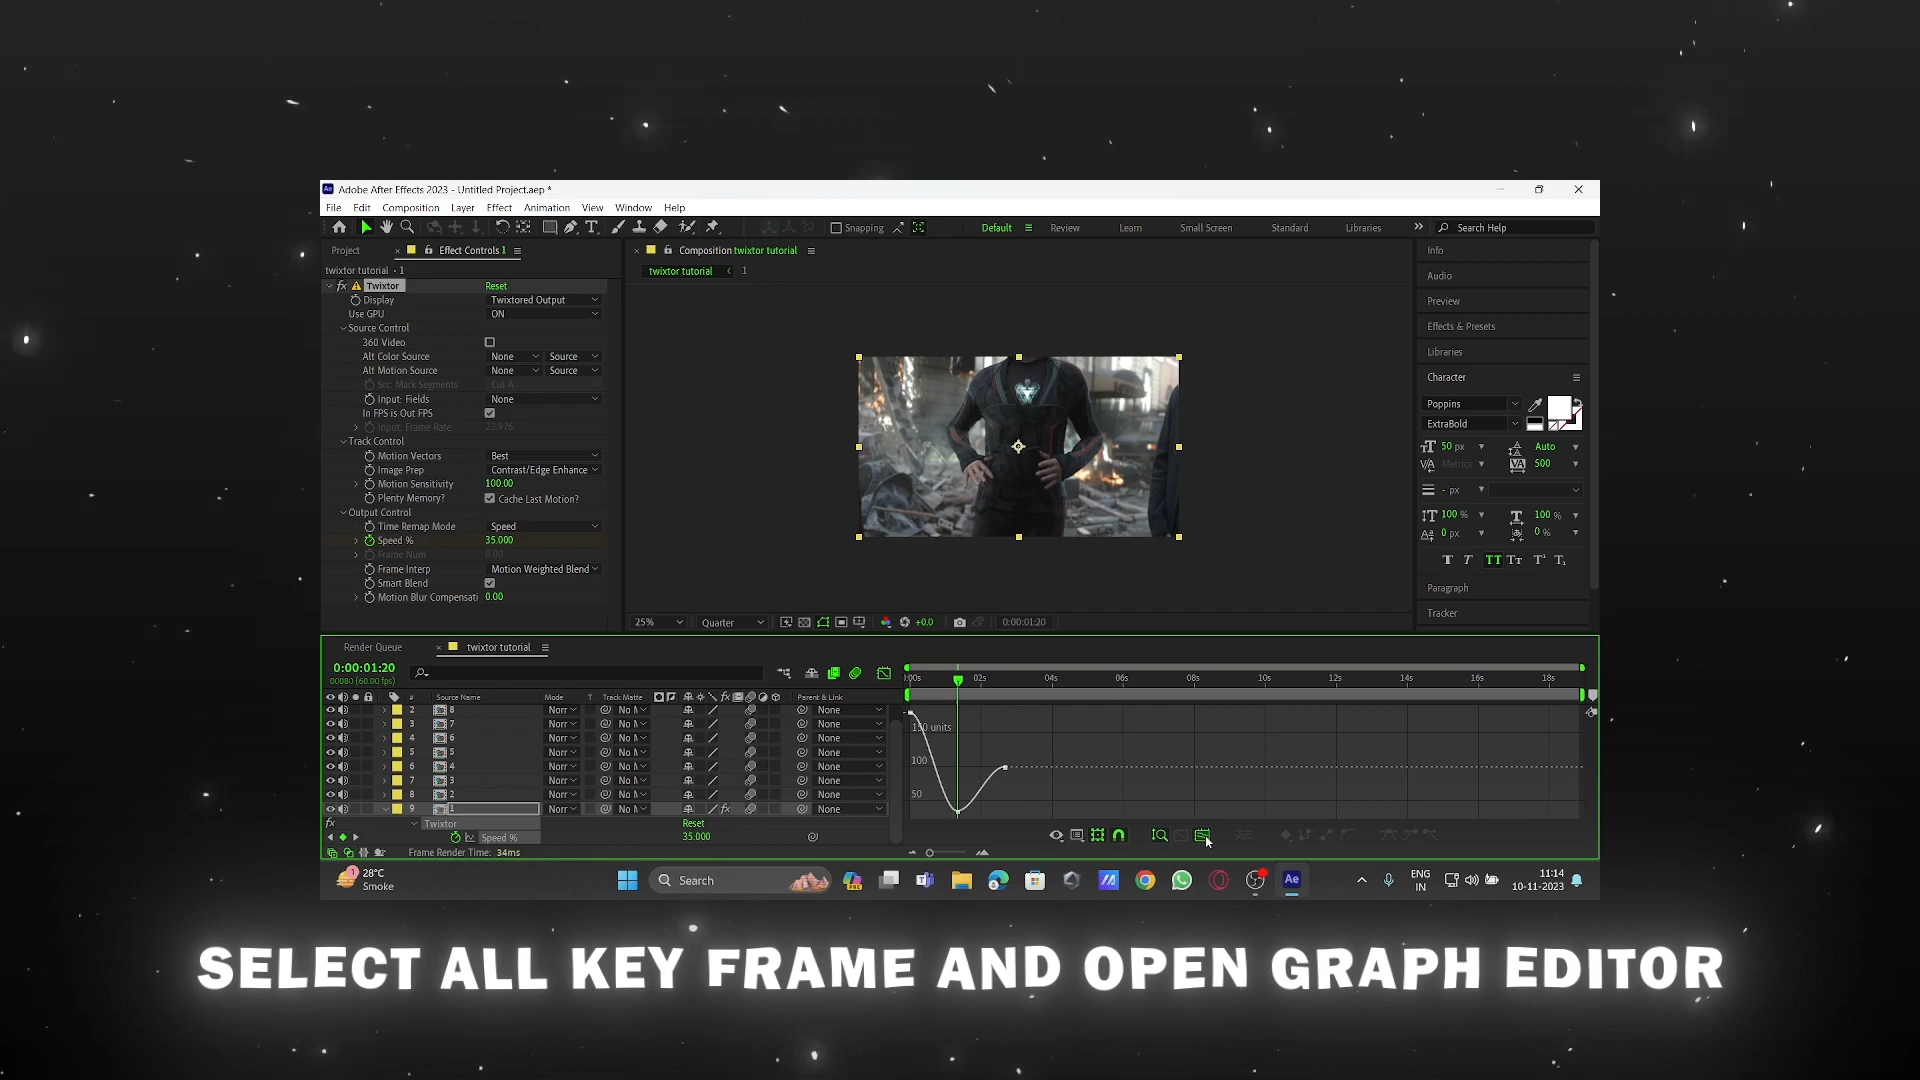 Adobe After Effects 2023 - Untitled Project.aep *
File Edit Composition Layer Effect Animation View Window Help
Snapping Default Review Learn Small Screen Standard Libraries Search Help
Project Effect Controls 1
twixtor tutorial • 1
fx Twixtor Reset
Display Twixtored Output
Use GPU ON
Source Control
360 Video
Alt Color Source None Source
Alt Motion Source None Source
Src: Mark Segments Cut A
Input: Fields None
In FPS is Out FPS
Input: Frame Rate 23.976
Track Control
Motion Vectors Best
Image Prep Contrast/Edge Enhance
Motion Sensitivity 100.00
Plenty Memory? Cache Last Motion?
Output Control
Time Remap Mode Speed
Speed % 35.000
Frame Num 0.00
Frame Interp Motion Weighted Blend
Smart Blend
Motion Blur Compensati 0.00
Composition twixtor tutorial
twixtor tutorial 1
25% Quarter +0.0 0:00:01:20
Info
Audio
Preview
Effects & Presets
Libraries
Character
Poppins
ExtraBold
50 px Auto
Metrics 500
- px
100 % 100 %
0 px 0 %
Paragraph
Tracker
Render Queue twixtor tutorial
0:00:01:20
00080 (60.00 fps)
# Source Name Mode T Track Matte Parent & Link
2 8 Norr No M None
3 7 Norr No M None
4 6 Norr No M None
5 5 Norr No M None
6 4 Norr No M None
7 3 Norr No M None
8 2 Norr No M None
9 1 Norr No M None
Twixtor Reset
Speed % 35.000
Frame Render Time: 34ms
:00s 02s 04s 06s 08s 10s 12s 14s 16s 18s
150 units
100
50
28°C
Smoke
Search
ENG
IN
11:14
10-11-2023
SELECT ALL KEY FRAME AND OPEN GRAPH EDITOR